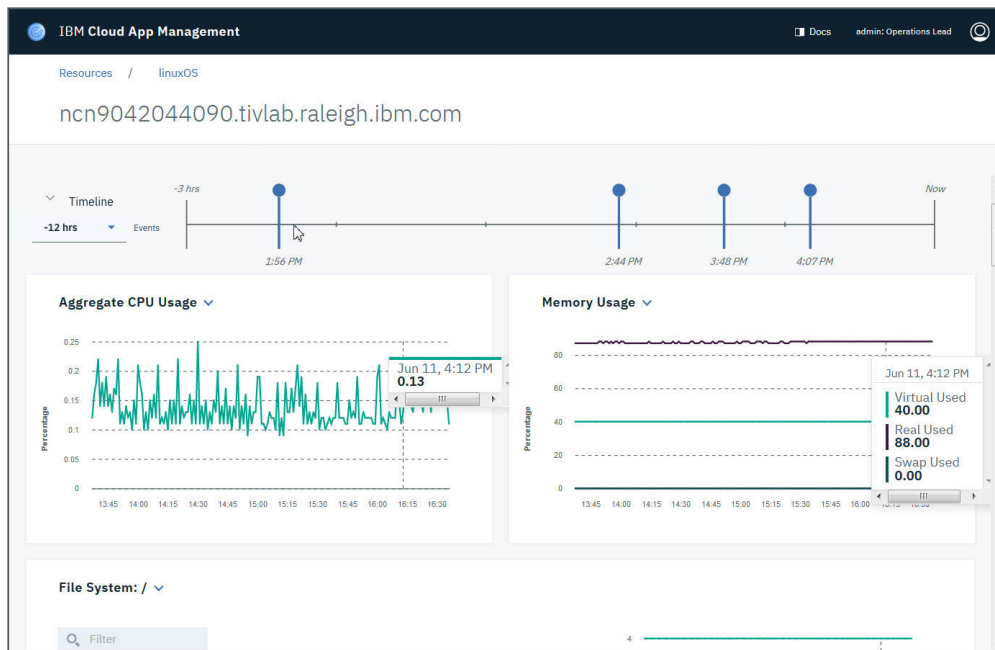 IBM Cloud App Management
Docs
admin: Operations Lead
Resources / linuxOS
ncn9042044090.tivlab.raleigh.ibm.com
-3 hrs
Now
Timeline
-12 hrs
Events
1:56 PM
2:44 PM
3:48 PM
4:07 PM
Aggregate CPU Usage
0.25
0.2
0.15
0.1
0.05
0
Percentage
13:45 14:00 14:15 14:30 14:45 15:00 15:15 15:30 15:45 16:00 16:15 16:30
Jun 11, 4:12 PM
0.13
Memory Usage
80
60
40
20
0
Percentage
13:45 14:00 14:15 14:30 14:45 15:00 15:15 15:30 15:45 16:00
Jun 11, 4:12 PM
Virtual Used
40.00
Real Used
88.00
Swap Used
0.00
File System: /
Filter
4